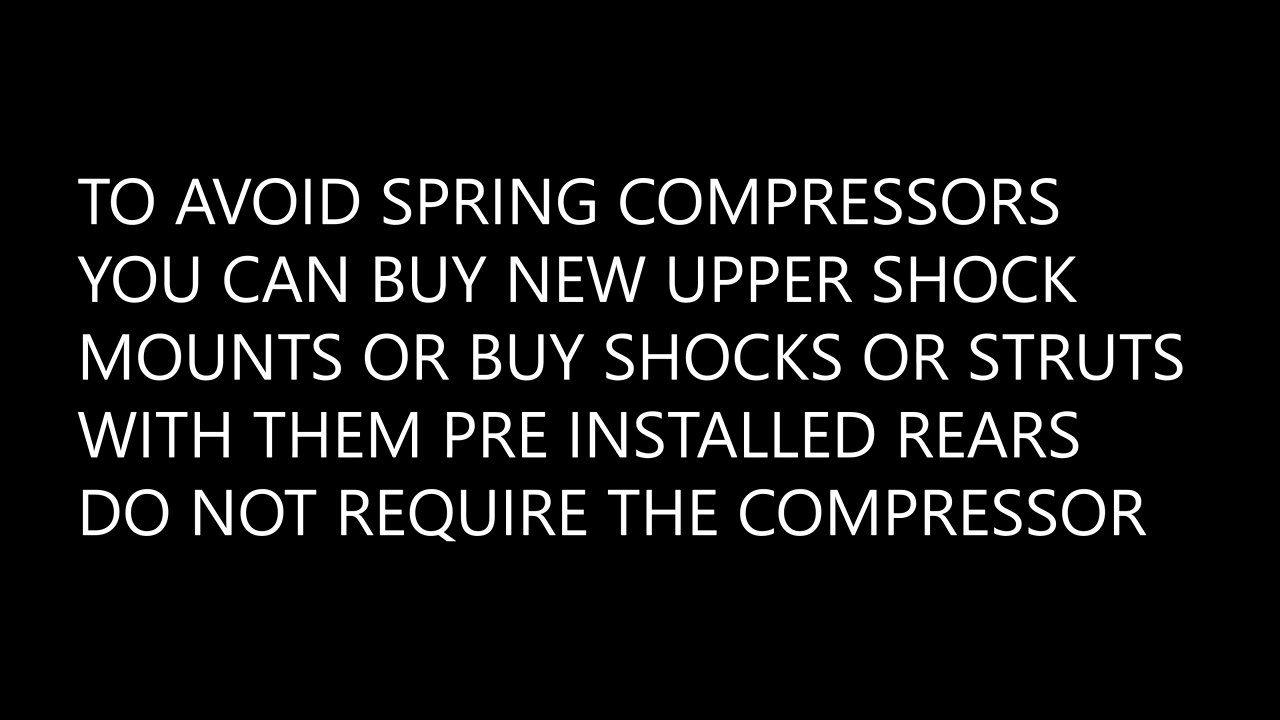 TO AVOID SPRING COMPRESSORS
YOU CAN BUY NEW UPPER SHOCK
MOUNTS OR BUY SHOCKS OR STRUTS
WITH THEM PRE INSTALLED REARS
DO NOT REQUIRE THE COMPRESSOR